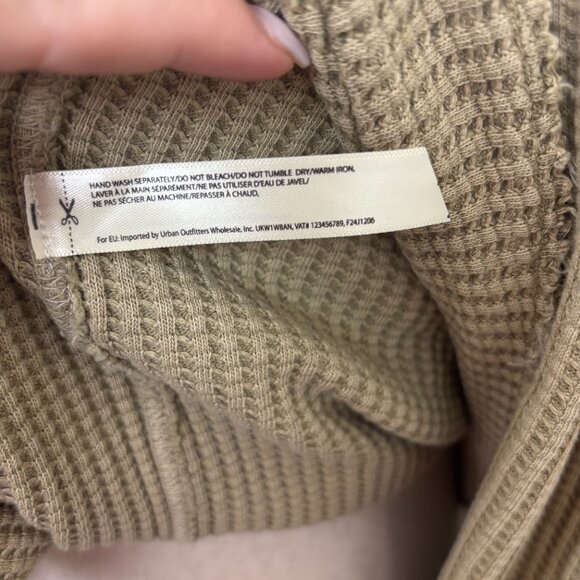 HAND WASH SEPARATELY/DO NOT BLEACH/DO NOT TUMBLE DRY/WARM IRON,
LAVER À LA MAIN SÉPARÉMENT/NE PAS UTILISER D'EAU DE JAVEL/
NE PAS SÉCHER AU MACHINE/REPASSER À CHAUD,
For EU: Imported by Urban Outfitters Wholesale, Inc. UKW1W8AN, VAT# 123456789, F24J1206